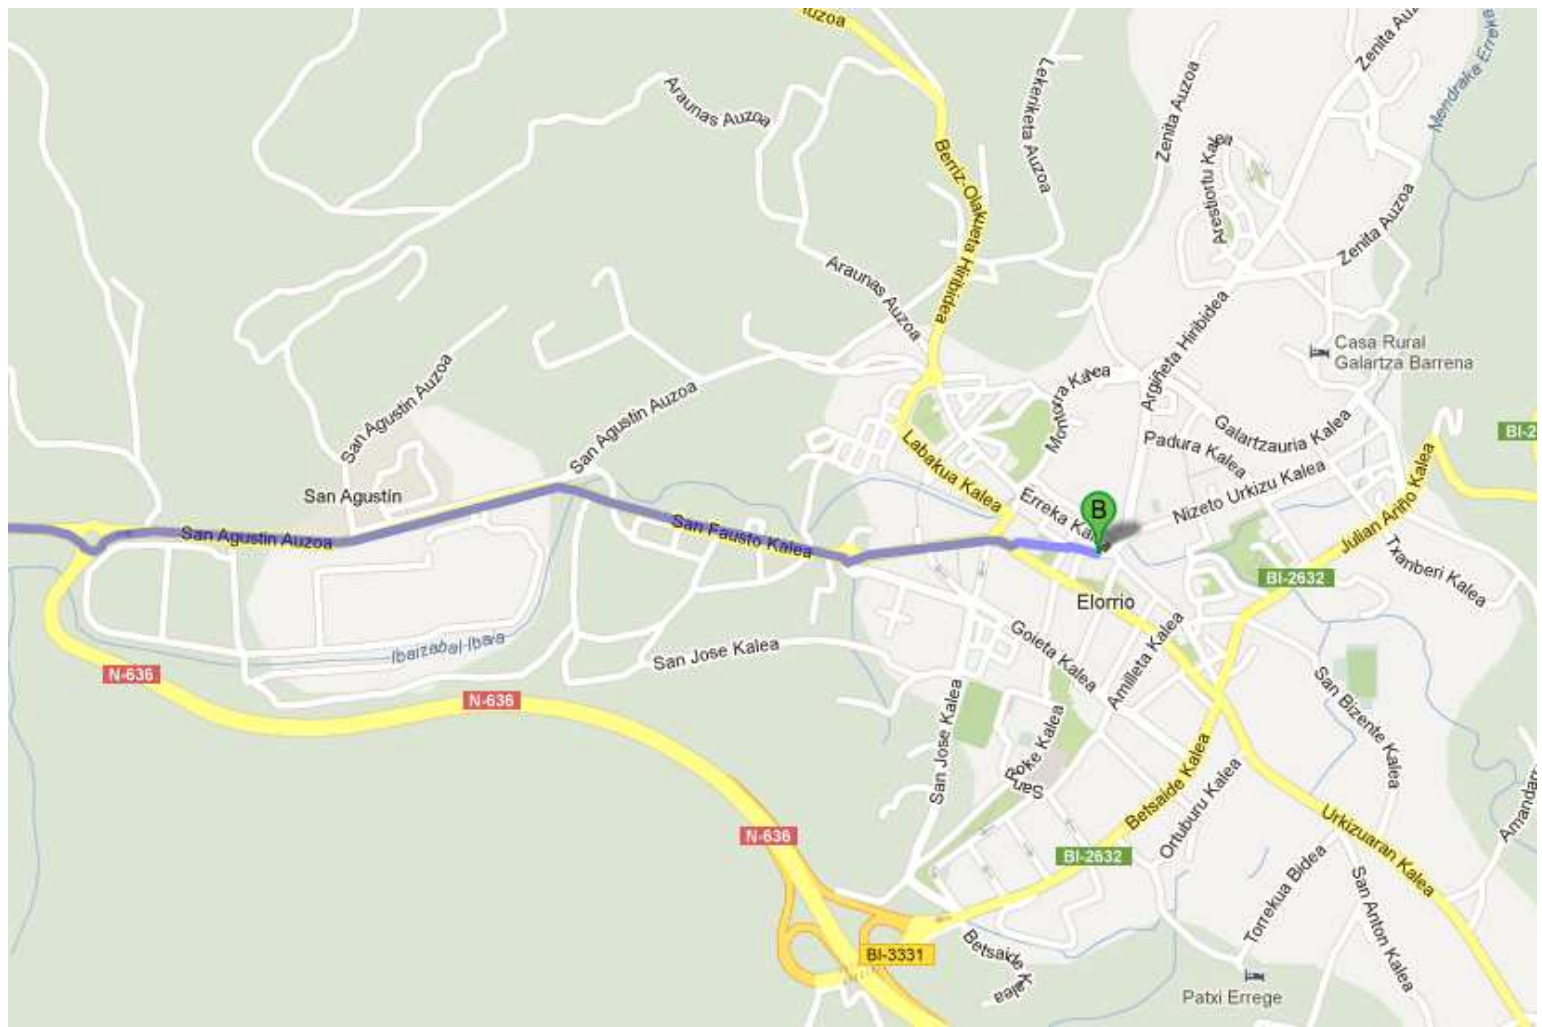 Auzoa
Zenita Auzoa
Mendraka Erreka
Lekeriketa Auzoa
Zenita Auzoa
Araunas Auzoa
Berriz-Olakueta Hiribidea
Arestiortu Kalea
Zenita Auzoa
Araunas Auzoa
Argiñeta Hiribidea
Casa Rural
Galartza Barrena
San Agustin Auzoa
San Agustin Auzoa
Montorra Kalea
Galartzauria Kalea
Padura Kalea
BI-2
Labakua Kalea
Nizeto Urkizu Kalea
Julian Ariño Kalea
San Agustín
Erreka Kalea
B
San Agustin Auzoa
San Fausto Kalea
Txanberi Kalea
BI-2632
Elorrio
Ibaizabal Ibaia
San Jose Kalea
Goieta Kalea
Amilleta Kalea
N-636
N-636
San Bizente Kalea
San Jose Kalea
San Roke Kalea
Betsaide Kalea
Ortuburu Kalea
N-636
BI-2632
Urkizuaran Kalea
Amandarr
Torrekua Bidea
San Anton Kalea
BI-3331
Betsaide Kalea
Patxi Errege